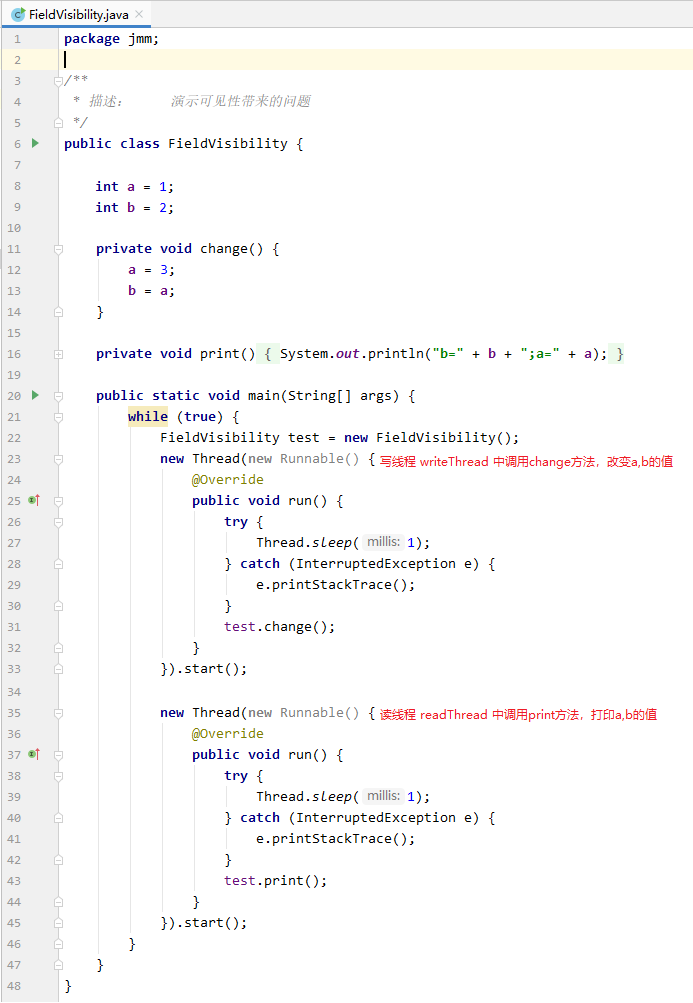 FieldVisibility.java
1 package jmm;
2
3 /**
4  * 描述：      演示可见性带来的问题
5  */
6 public class FieldVisibility {
7
8     int a = 1;
9     int b = 2;
10
11     private void change() {
12         a = 3;
13         b = a;
14     }
15
16     private void print() { System.out.println("b=" + b + ";a=" + a); }
19
20     public static void main(String[] args) {
21         while (true) {
22             FieldVisibility test = new FieldVisibility();
23             new Thread(new Runnable() { 写线程 writeThread 中调用change方法，改变a,b的值
24                 @Override
25                 public void run() {
26                     try {
27                         Thread.sleep( millis: 1);
28                     } catch (InterruptedException e) {
29                         e.printStackTrace();
30                     }
31                     test.change();
32                 }
33             }).start();
34
35             new Thread(new Runnable() { 读线程 readThread 中调用print方法，打印a,b的值
36                 @Override
37                 public void run() {
38                     try {
39                         Thread.sleep( millis: 1);
40                     } catch (InterruptedException e) {
41                         e.printStackTrace();
42                     }
43                     test.print();
44                 }
45             }).start();
46         }
47     }
48 }